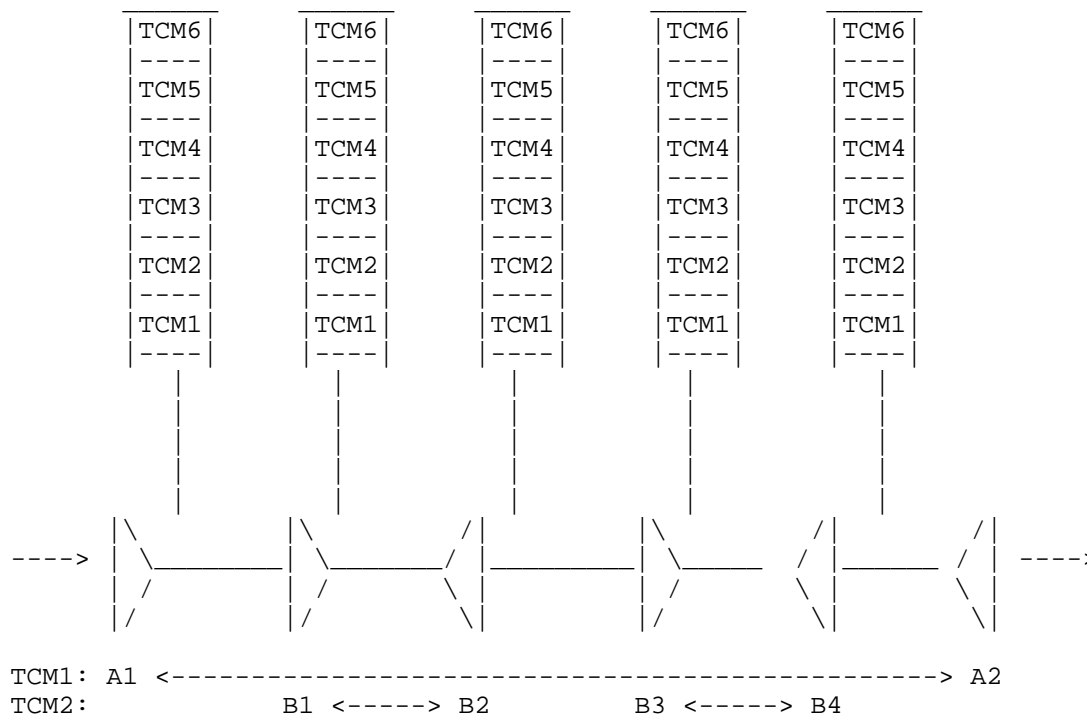 TCM6 TCM6 TCM6 TCM6 TCM6
TCM5 TCM5 TCM5 TCM5 TCM5
TCM4 TCM4 TCM4 TCM4 TCM4
TCM3 TCM3 TCM3 TCM3 TCM3
TCM2 TCM2 TCM2 TCM2 TCM2
TCM1 TCM1 TCM1 TCM1 TCM1
TCM1: A1 <------------------------------------------------> A2
TCM2: B1 <-----> B2 B3 <-----> B4